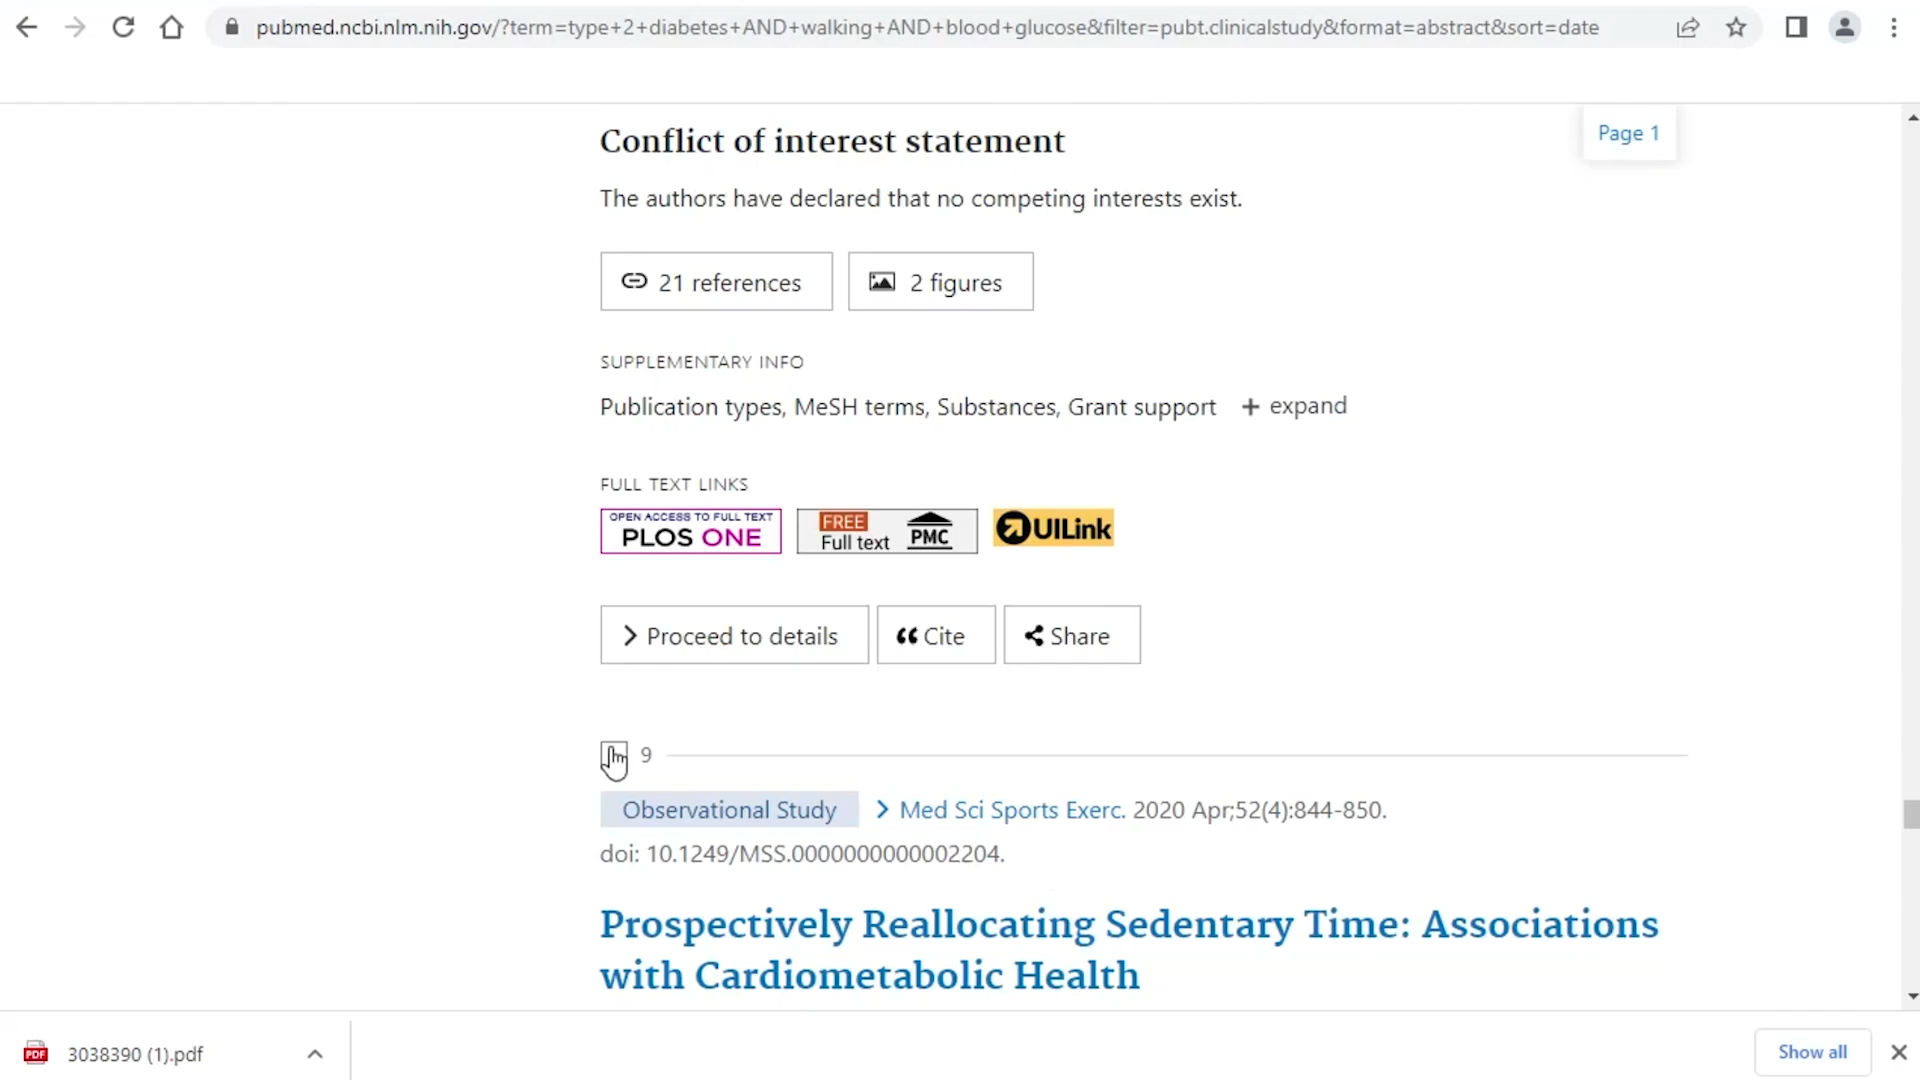 pubmed.ncbi.nlm.nih.gov/?term=type+2+diabetes+AND+walking+AND+blood+glucose&filter=pubt.clinicalstudy&format=abstract&sort=date
Conflict of interest statement
Page 1
The authors have declared that no competing interests exist.
21 references
2 figures
SUPPLEMENTARY INFO
Publication types, MeSH terms, Substances, Grant support + expand
FULL TEXT LINKS
OPEN ACCESS TO FULL TEXT
PLOS ONE
FREE
Full text PMC
UILink
Proceed to details
Cite
Share
9
Observational Study
Med Sci Sports Exerc. 2020 Apr;52(4):844-850.
doi: 10.1249/MSS.0000000000002204.
Prospectively Reallocating Sedentary Time: Associations
with Cardiometabolic Health
PDF
3038390 (1).pdf
Show all